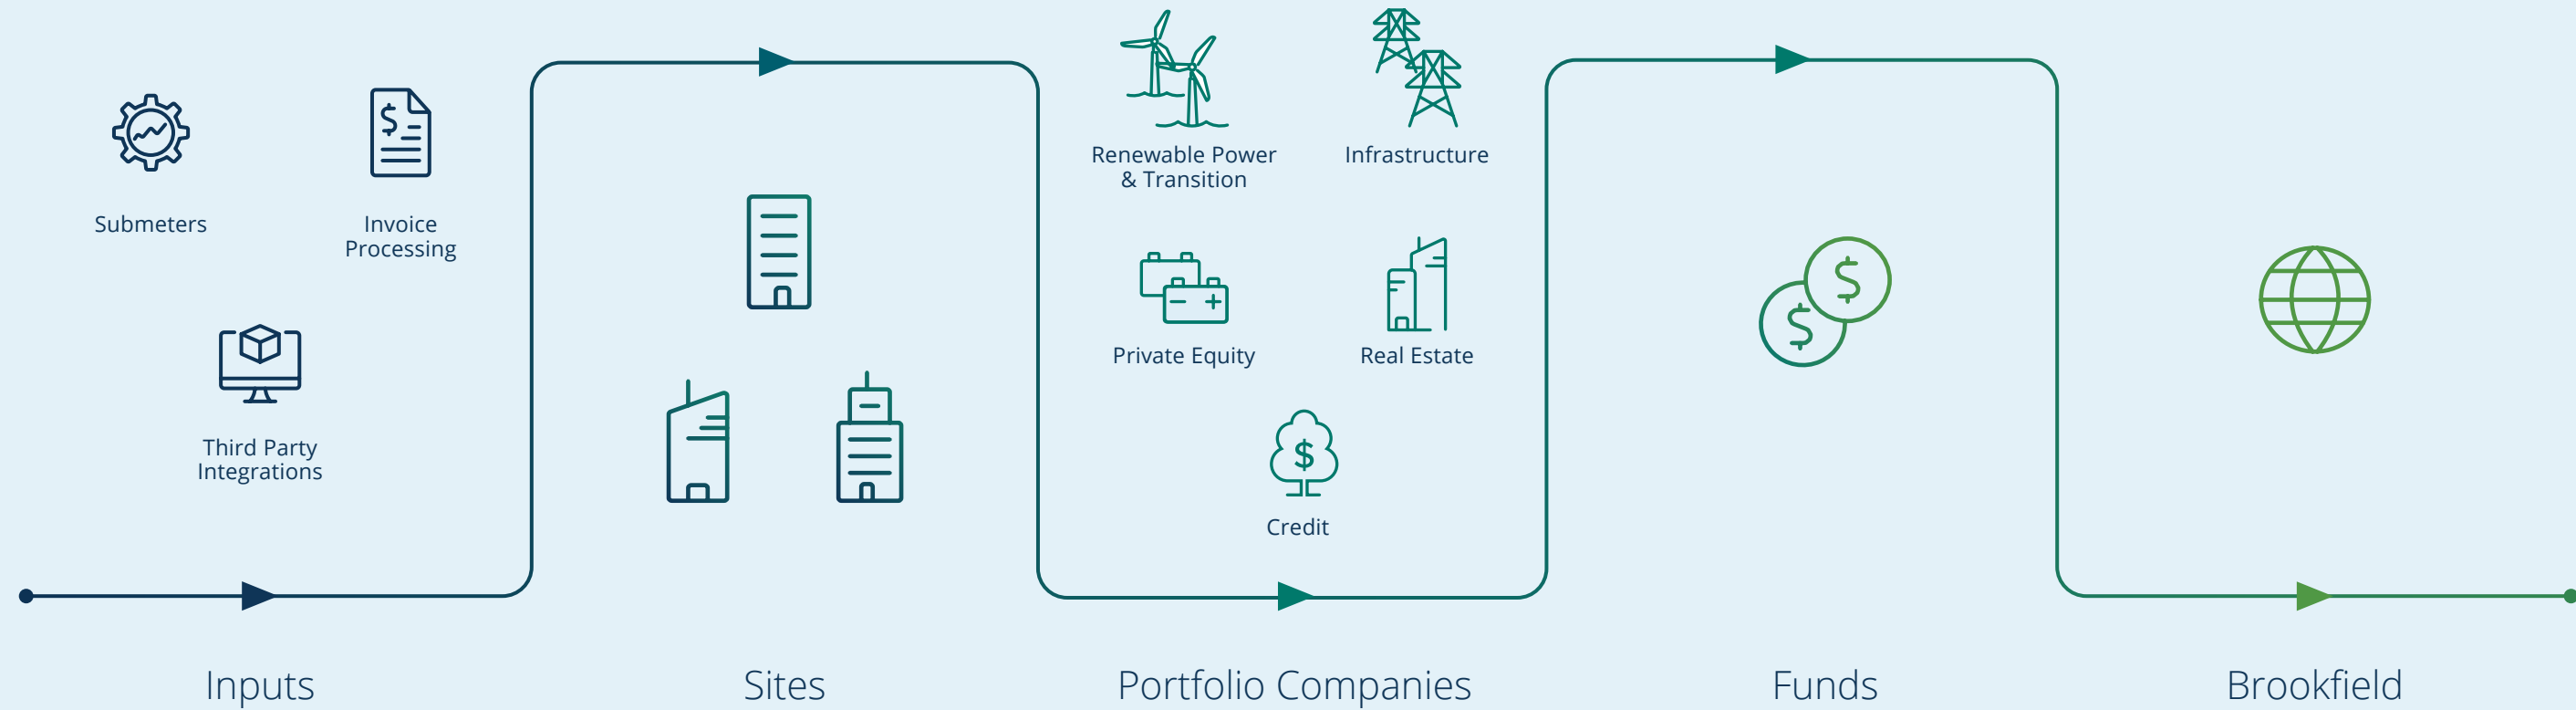 Submeters
Invoice
Processing
Third Party
Integrations
Renewable Power
& Transition
Infrastructure
Private Equity
Real Estate
Credit
$
$
$
$
Inputs
Sites
Portfolio Companies
Funds
Brookfield